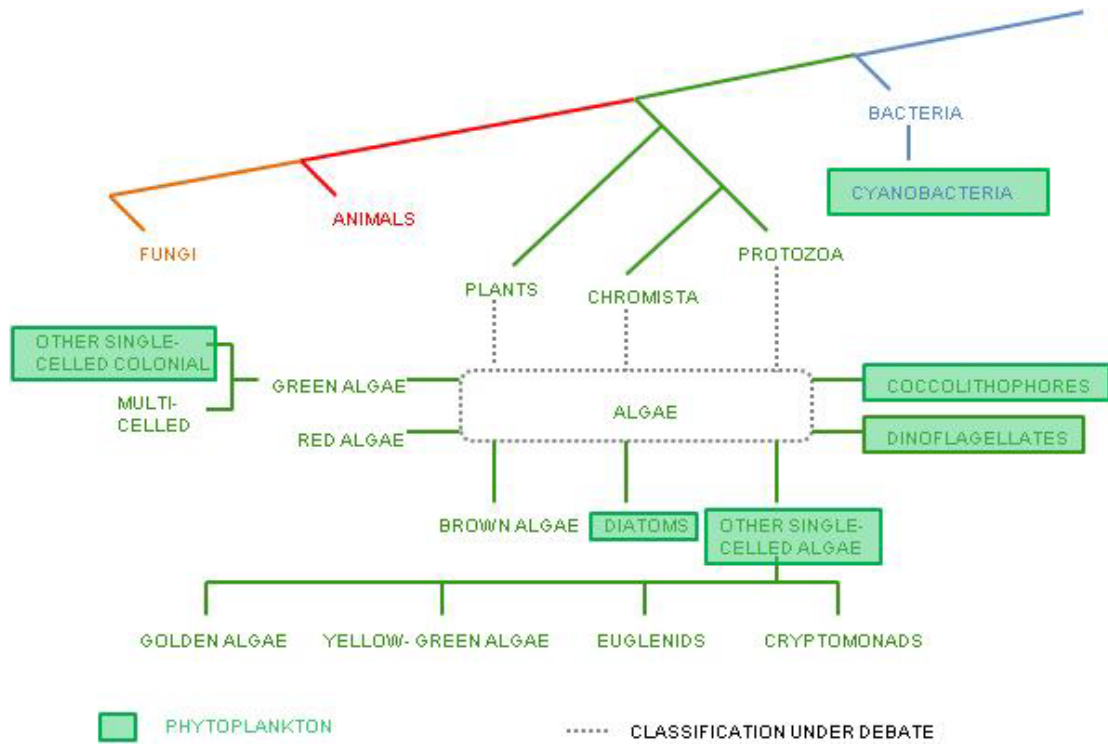 BACTERIA
CYANOBACTERIA
ANIMALS
FUNGI
PROTOZOA
PLANTS
CHROMISTA
OTHER SINGLE-
CELLED COLONIAL
GREEN ALGAE
MULTI-
CELLED
RED ALGAE
ALGAE
COCCOLITHOPHORES
DINOFLAGELLATES
BROWN ALGAE
DIATOMS
OTHER SINGLE-
CELLED ALGAE
GOLDEN ALGAE
YELLOW- GREEN ALGAE
EUGLENIDS
CRYPTOMONADS
PHYTOPLANKTON
CLASSIFICATION UNDER DEBATE